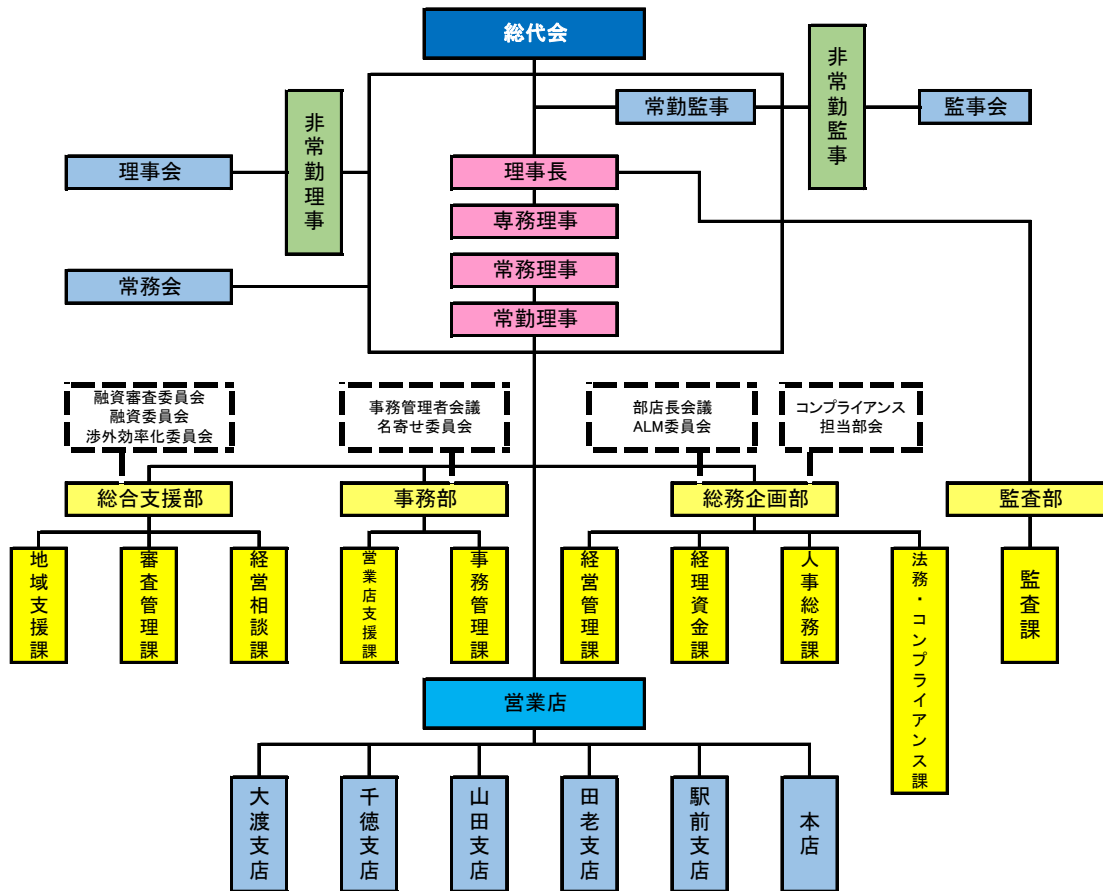 総代会
非常勤監事
常勤監事
監事会
非常勤理事
理事会
理事長
専務理事
常務会
常務理事
常勤理事
融資審査委員会
融資委員会
渉外効率化委員会
事務管理者会議
名寄せ委員会
部店長会議
ALM委員会
コンプライアンス
担当部会
総合支援部
事務部
総務企画部
監査部
地域支援課
審査管理課
経営相談課
営業店支援課
事務管理課
経営管理課
経理資金課
人事総務課
法務・コンプライアンス課
監査課
営業店
大渡支店
千徳支店
山田支店
田老支店
駅前支店
本店